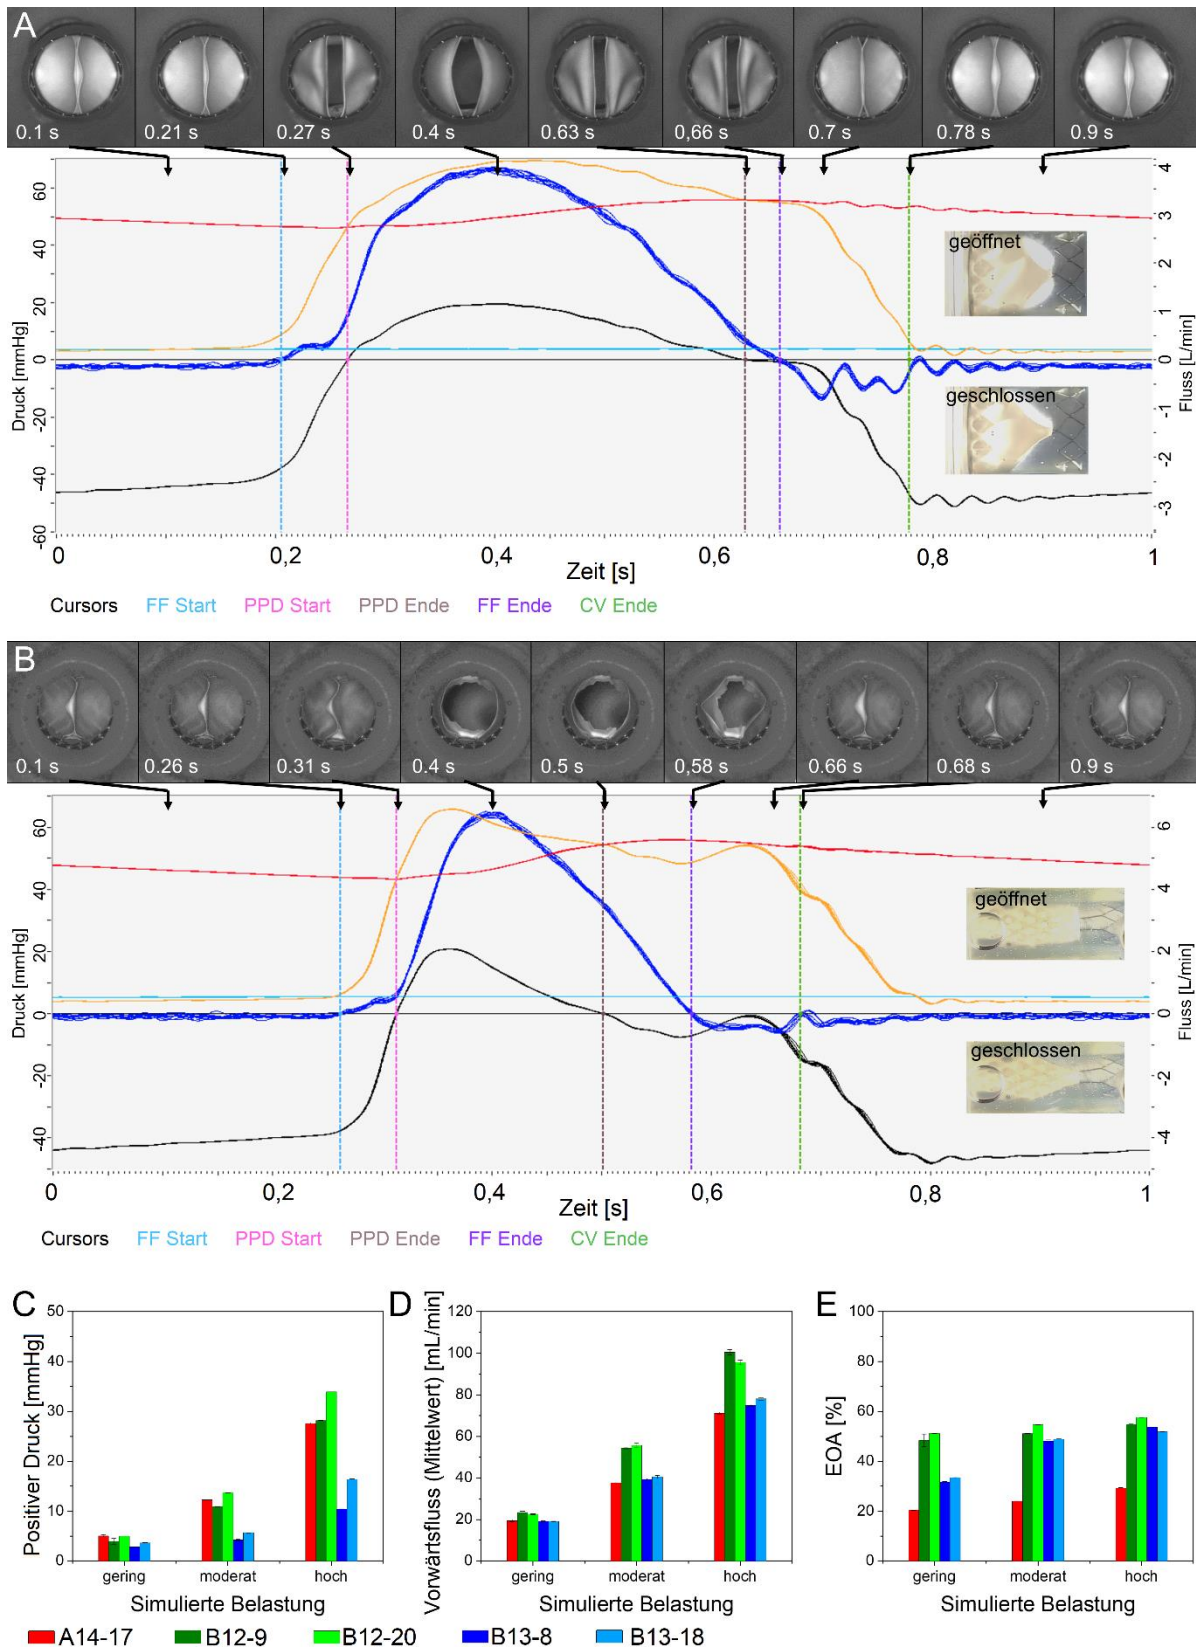 A
0.1 s 0.21 s 0.27 s 0.4 s 0.63 s 0,66 s 0.7 s 0.78 s 0.9 s
Druck [mmHg]
60
40
20
0
-20
-40
-60
geöffnet
geschlossen
Fluss [L/min]
4
3
2
1
0
-1
-2
-3
0 0,2 0,4 0,6 0,8 1
Zeit [s]
Cursors FF Start PPD Start PPD Ende FF Ende CV Ende
B
0.1 s 0.26 s 0.31 s 0.4 s 0.5 s 0,58 s 0.66 s 0.68 s 0.9 s
Druck [mmHg]
60
40
20
0
-20
-40
geöffnet
geschlossen
Fluss [L/min]
6
4
2
0
-2
-4
0 0,2 0,4 0,6 0,8 1
Zeit [s]
Cursors FF Start PPD Start PPD Ende FF Ende CV Ende
C
Positiver Druck [mmHg]
50
40
30
20
10
0
gering moderat hoch
Simulierte Belastung
D
Vorwärtsfluss (Mittelwert) [mL/min]
120
100
80
60
40
20
0
gering moderat hoch
Simulierte Belastung
E
EOA [%]
100
80
60
40
20
0
gering moderat hoch
Simulierte Belastung
A14-17 B12-9 B12-20 B13-8 B13-18